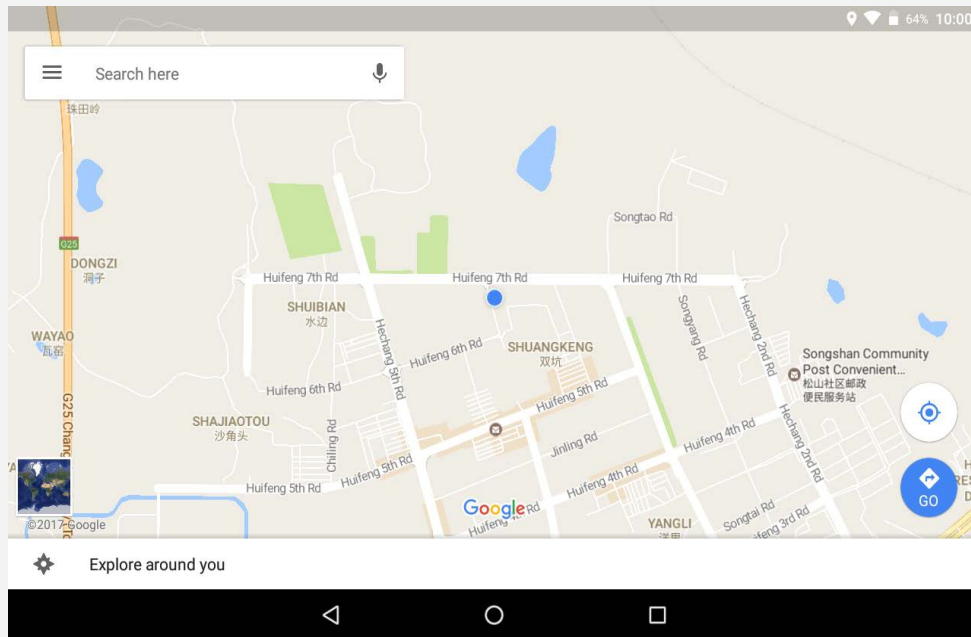 64% 10:00
Search here
珠田岭
G25
DONGZI
洞子
Songtao Rd
Huifeng 7th Rd
Huifeng 7th Rd
Huifeng 7th Rd
SHUIBIAN
水边
Hechang 5th Rd
Songyang Rd
Hechang 2nd Rd
WAYAO
瓦窑
SHUANGKENG
双坑
Huifeng 6th Rd
Songshan Community
Post Convenient...
松山社区邮政
便民服务站
Huifeng 6th Rd
Huifeng 5th Rd
SHAJIAOTOU
沙角头
Chiling Rd
Jinling Rd
Huifeng 4th Rd
Hechang 2nd Rd
Huifeng 5th Rd
Huifeng 5th Rd
Huifeng 4th Rd
GO
Google
YANGLI
Songtai Rd
©2017 Google
Explore around you